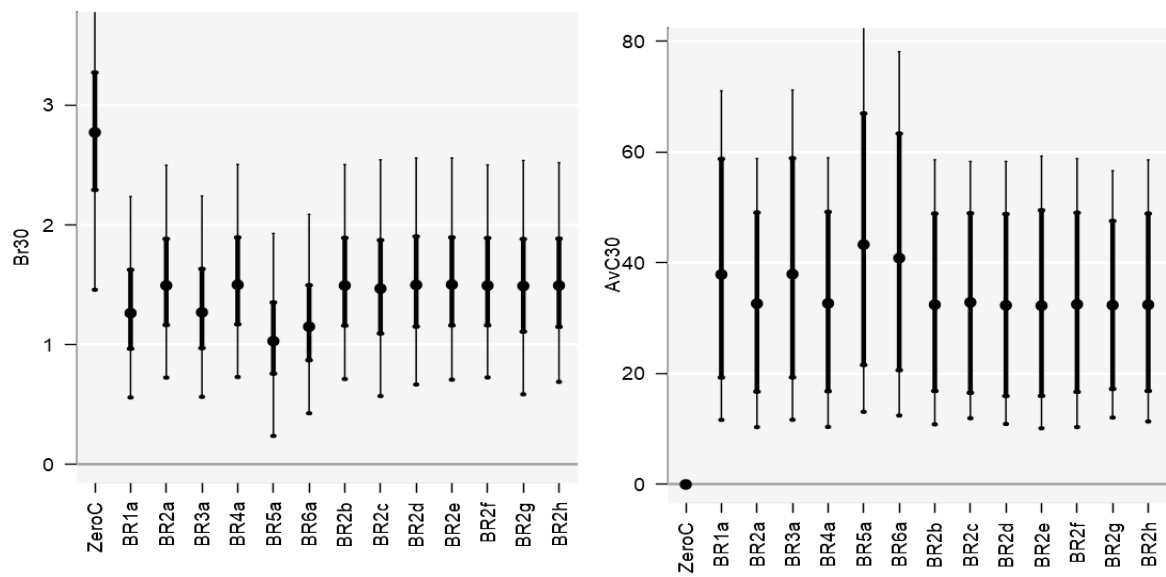 Br30
3
2
1
0
ZeroC
BR1a
BR2a
BR3a
BR4a
BR5a
BR6a
BR2b
BR2c
BR2d
BR2e
BR2f
BR2g
BR2h
AvC30
80
60
40
20
0
ZeroC
BR1a
BR2a
BR3a
BR4a
BR5a
BR6a
BR2b
BR2c
BR2d
BR2e
BR2f
BR2g
BR2h